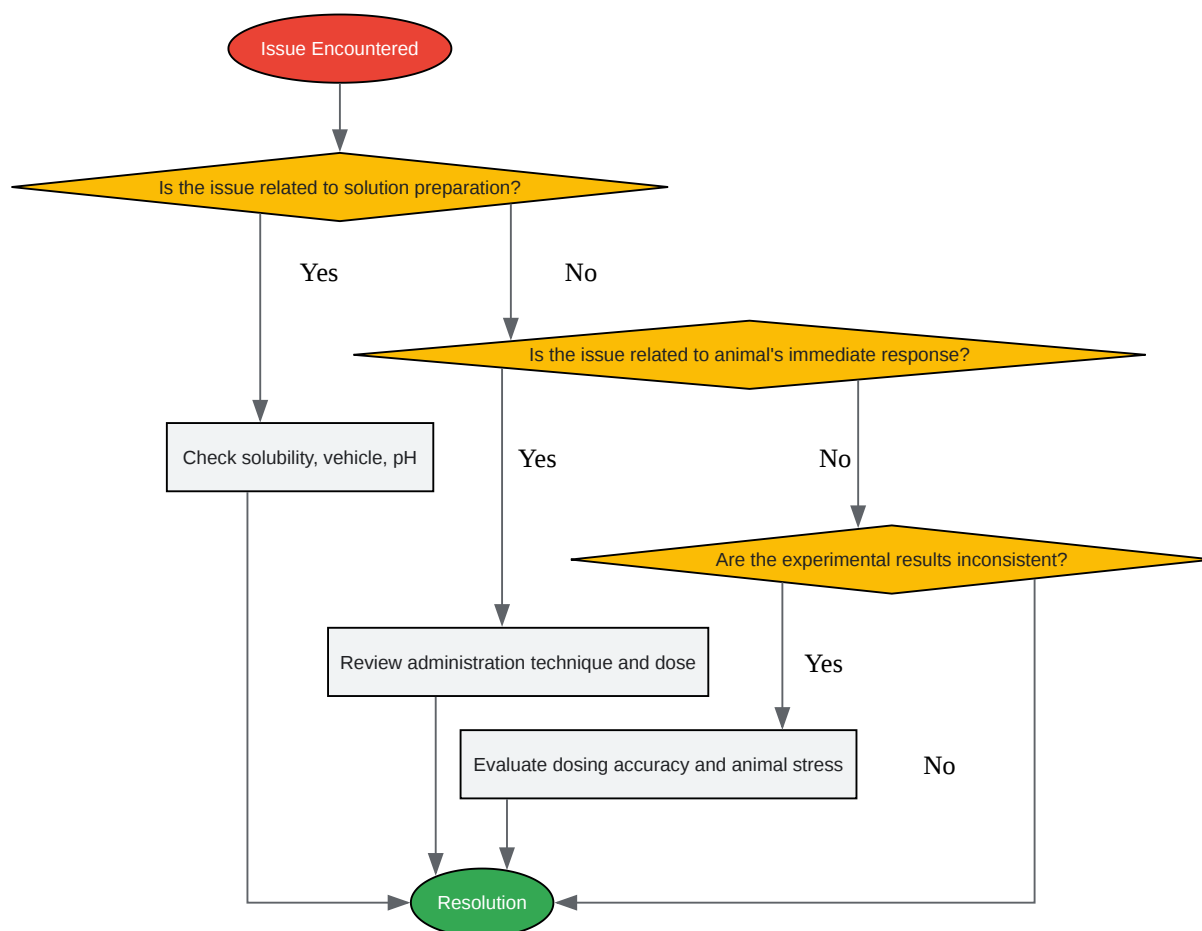 Issue Encountered
Is the issue related to solution preparation?
Yes
No
Is the issue related to animal's immediate response?
Check solubility, vehicle, pH
Yes
No
Are the experimental results inconsistent?
Review administration technique and dose
Yes
Evaluate dosing accuracy and animal stress
No
Resolution